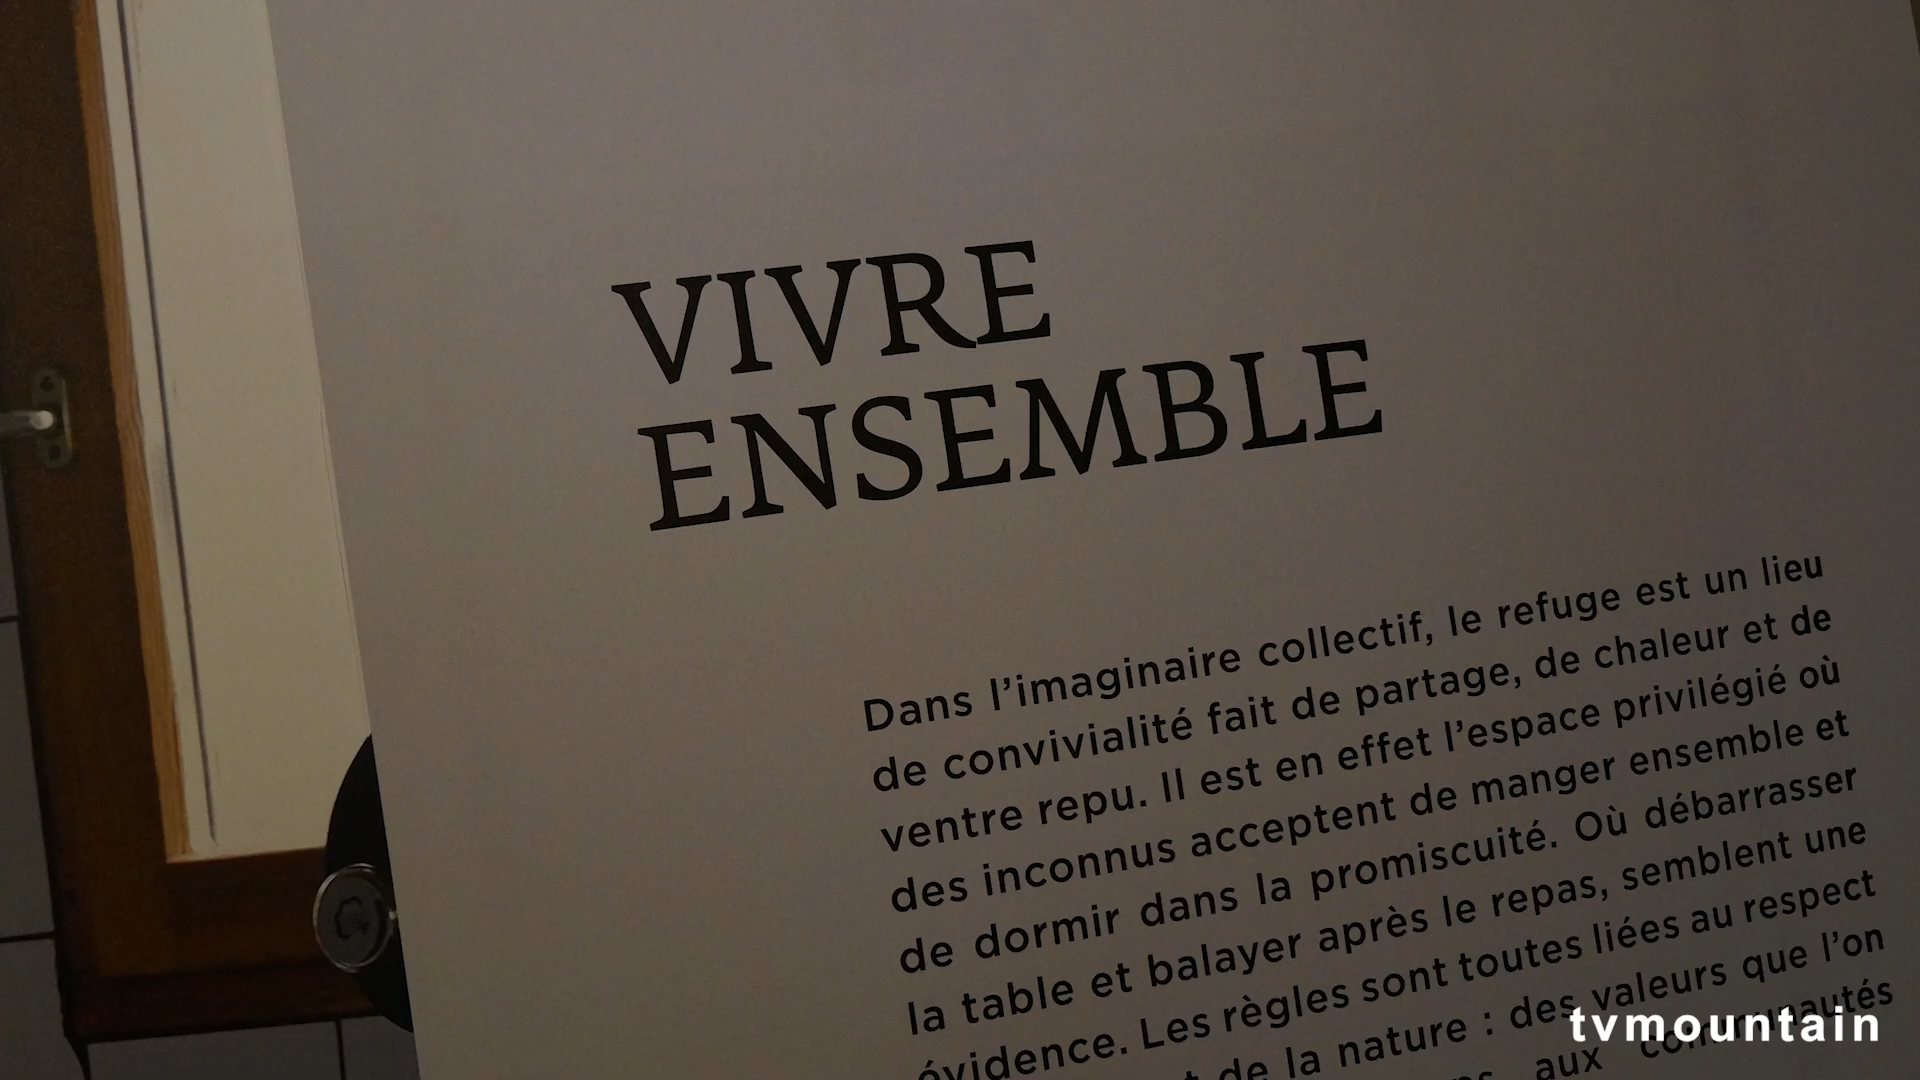 VIVRE
ENSEMBLE
Dans l’imaginaire collectif, le refuge est un lieu
de convivialité fait de partage, de chaleur et de
ventre repu. Il est en effet l’espace privilégié où
des inconnus acceptent de manger ensemble et
de dormir dans la promiscuité. Où débarrasser
la table et balayer après le repas, semblent une
évidence. Les règles sont toutes liées au respect
de la nature : des valeurs que l’on
aux communautés
tvmountain